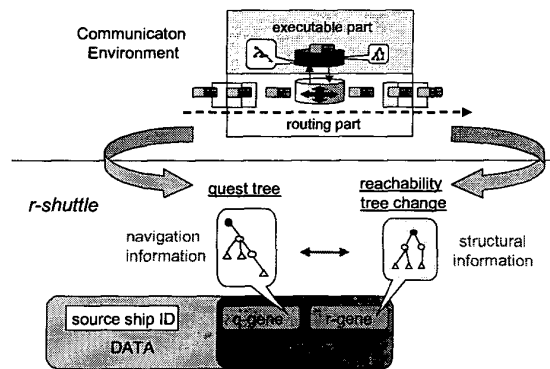 Communicaton
Environment
executable part
routing part
r-shuttle
quest tree
reachability
tree change
navigation
information
structural
information
source ship ID
DATA
q-gene
r-gene